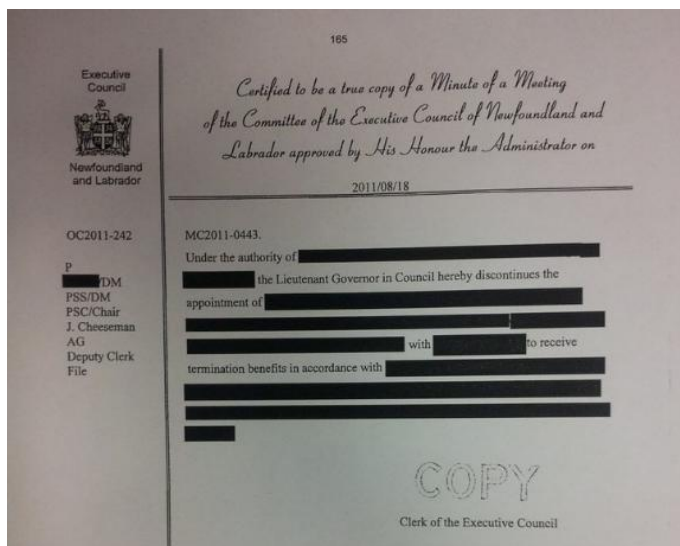 165
Executive
Council
Newfoundland
and Labrador
Certified to be a true copy of a Minute of a Meeting
of the Committee of the Executive Council of Newfoundland and
Labrador approved by His Honour the Administrator on
2011/08/18
OC2011-242
P
/DM
PSS/DM
PSC/Chair
J. Cheeseman
AG
Deputy Clerk
File
MC2011-0443.
Under the authority of
the Lieutenant Governor in Council hereby discontinues the
appointment of
with to receive
termination benefits in accordance with
COPY
Clerk of the Executive Council